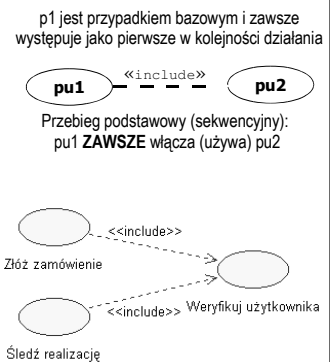 p1 jest przypadkiem bazowym i zawsze
występuje jako pierwsze w kolejności działania
«include»
pu1
pu2
Przebieg podstawowy (sekwencyjny):
pu1 ZAWSZE włącza (używa) pu2
<<include>>
Złóż zamówienie
<<include>>
Weryfikuj użytkownika
Śledź realizację